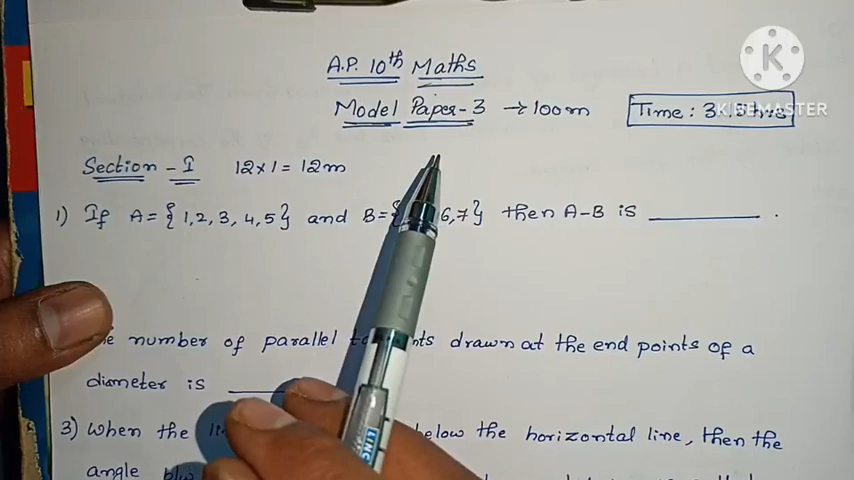 A.P. 10th Maths
Model Paper-3 → 100m
Time: 3
KINEMASTER
Section - I 12×1 = 12m
1) If A = {1,2,3,4,5} and B = { 6,7} then A-B is ________ .
number of parallel drawn at the end points of a
diameter is
3) When the below the horizontal line, then the
angle
LINC